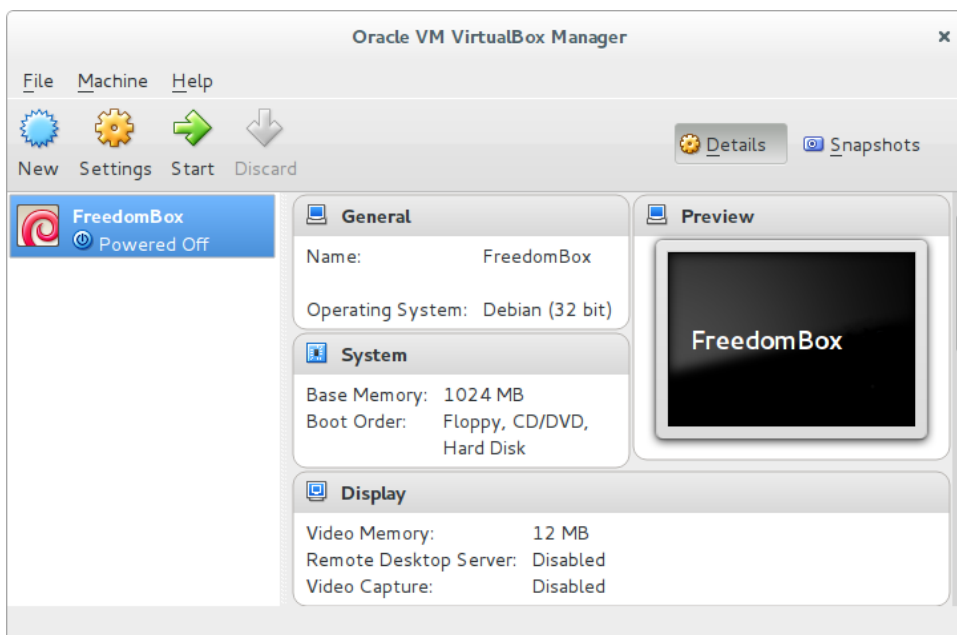 Oracle VM VirtualBox Manager
File Machine Help
New Settings Start Discard
Details Snapshots
FreedomBox
Powered Off
General
Name: FreedomBox
Operating System: Debian (32 bit)
System
Base Memory: 1024 MB
Boot Order: Floppy, CD/DVD,
Hard Disk
Preview
FreedomBox
Display
Video Memory: 12 MB
Remote Desktop Server: Disabled
Video Capture: Disabled